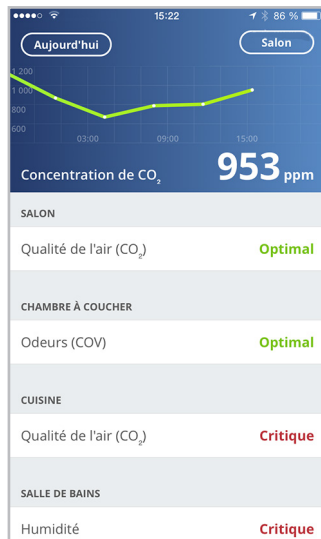 15:22 86 %
Aujourd'hui Salon
1 200
1 000
800
600
03:00 09:00 15:00
Concentration de CO₂ 953 ppm
SALON
Qualité de l'air (CO₂) Optimal
CHAMBRE À COUCHER
Odeurs (COV) Optimal
CUISINE
Qualité de l'air (CO₂) Critique
SALLE DE BAINS
Humidité Critique